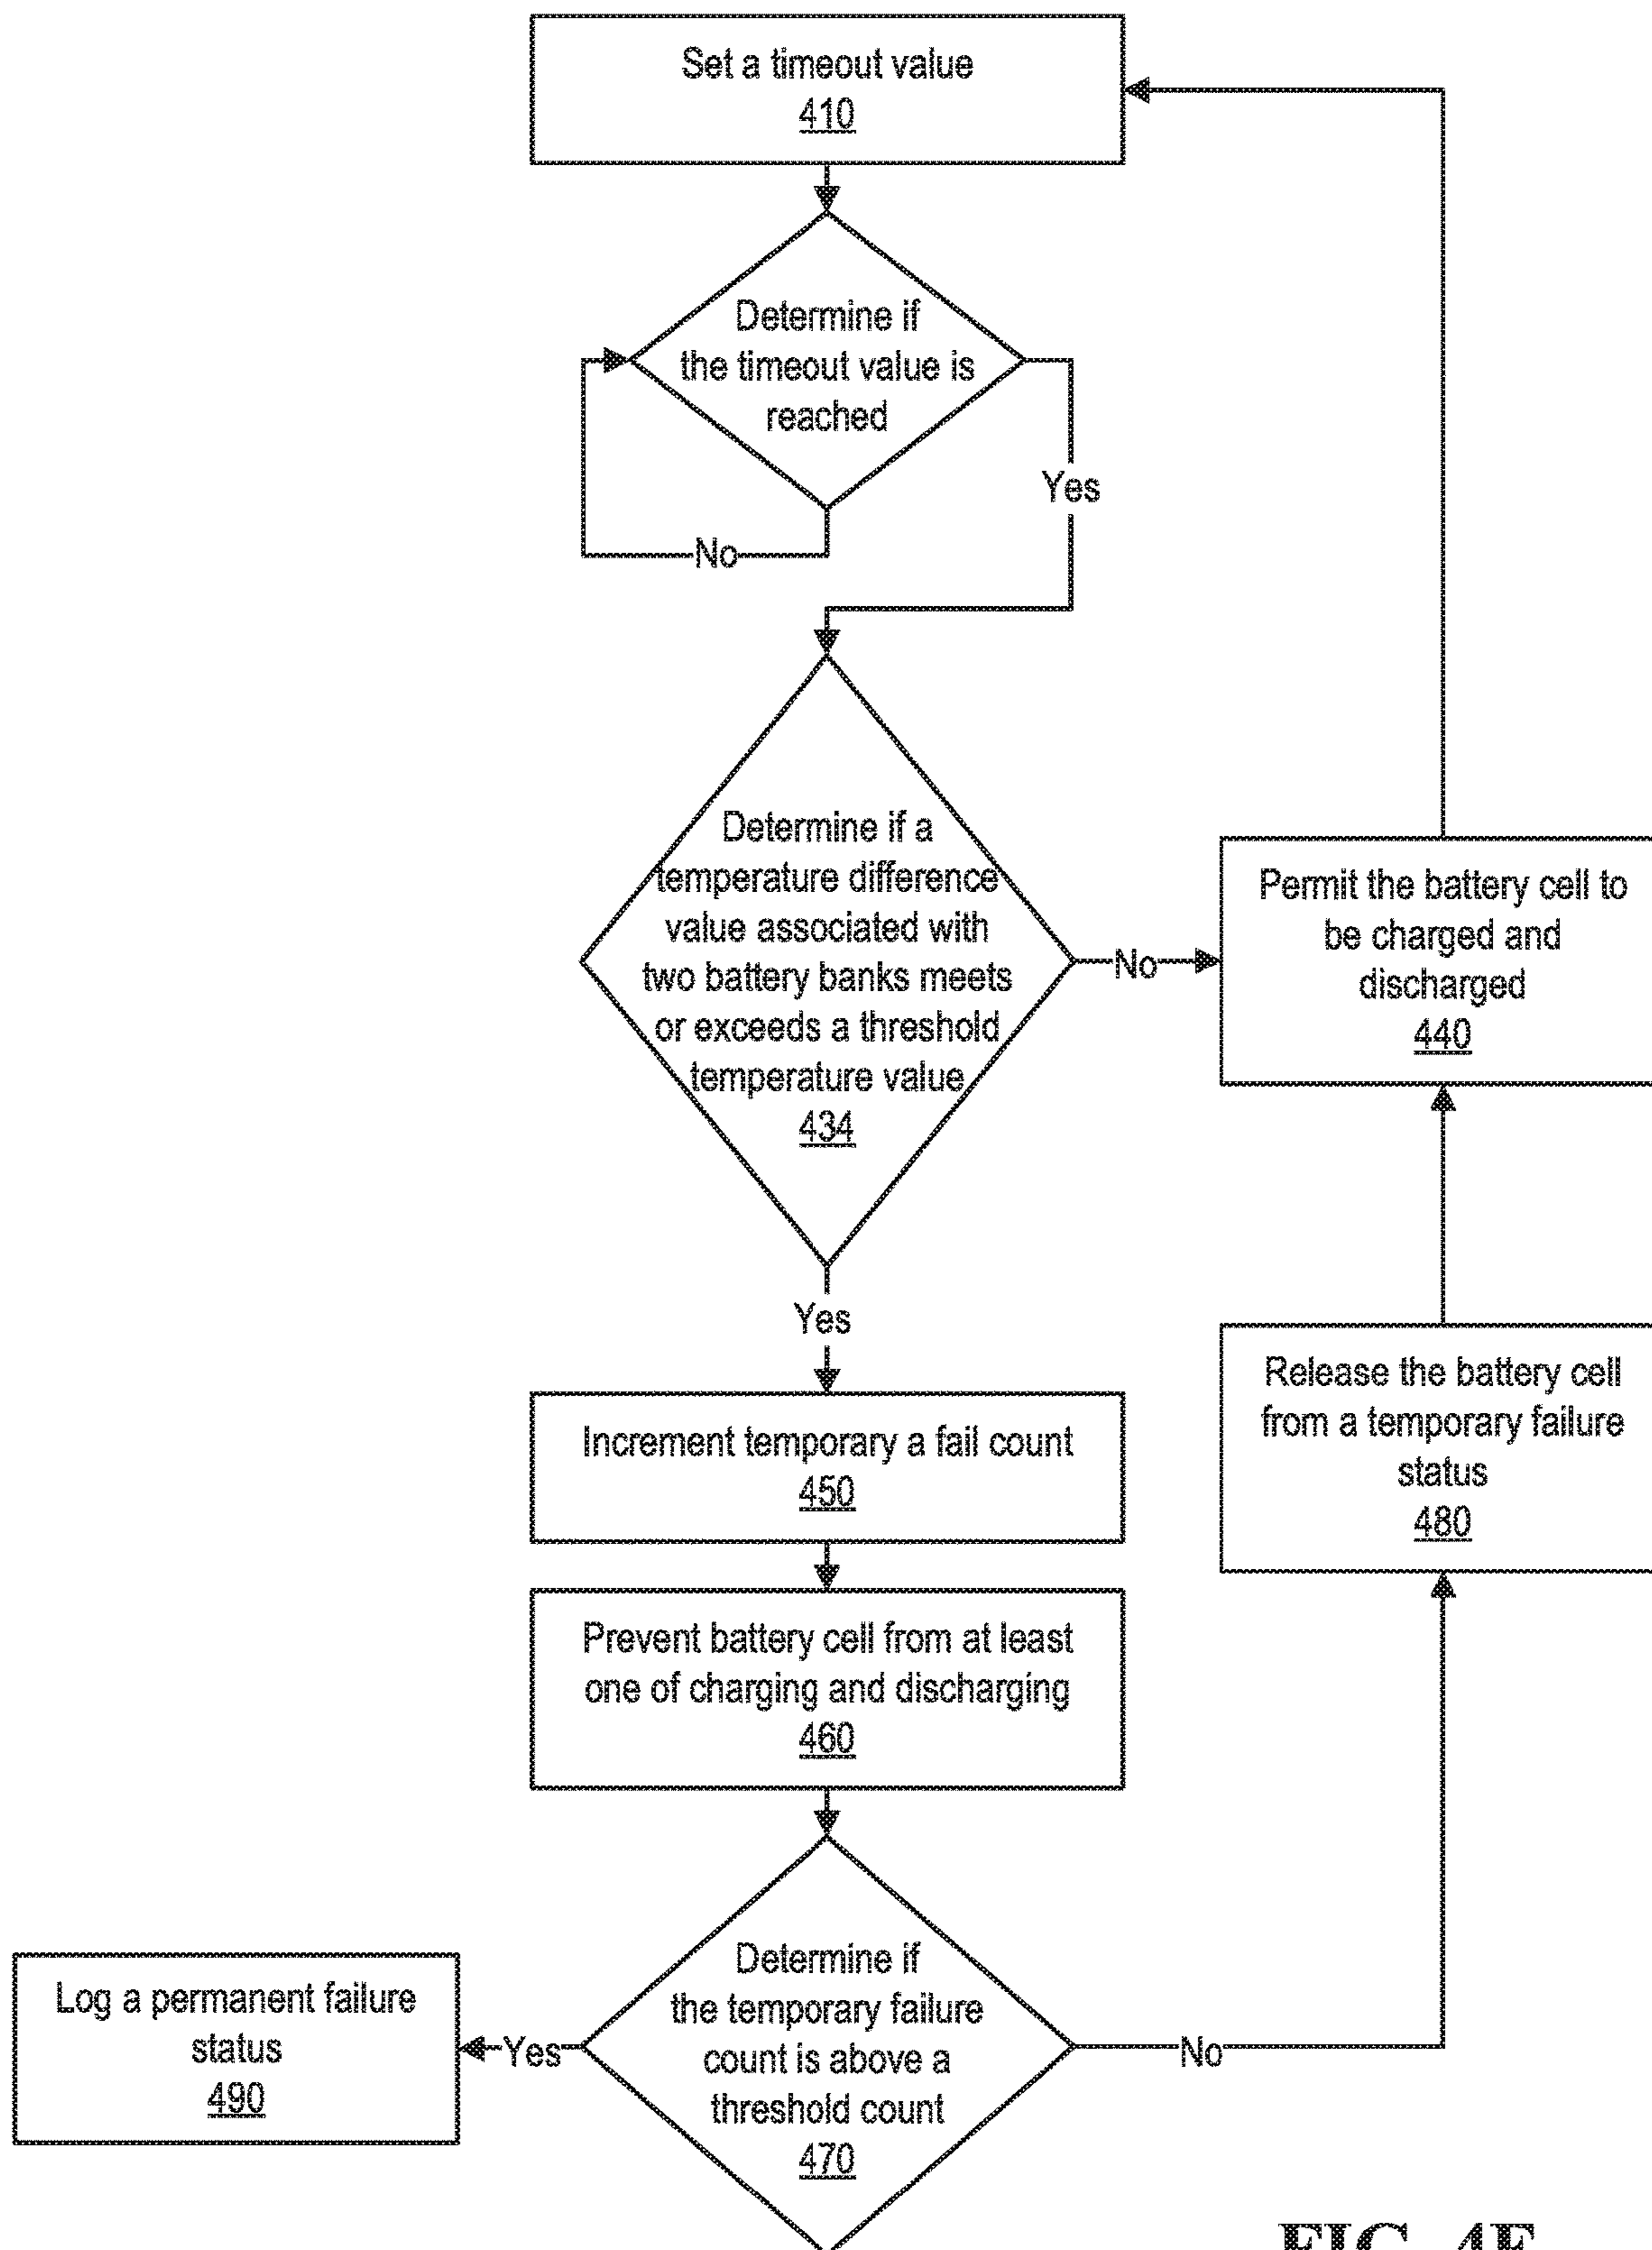 Set a timeout value
410
Determine if
the timeout value is
reached
Yes
No
Determine if a
temperature difference
value associated with
two battery banks meets
or exceeds a threshold
temperature value
434
No
Permit the battery cell to
be charged and
discharged
440
Yes
Increment temporary a fail count
450
Release the battery cell
from a temporary failure
status
480
Prevent battery cell from at least
one of charging and discharging
460
Determine if
the temporary failure
count is above a
threshold count
470
Yes
No
Log a permanent failure
status
490